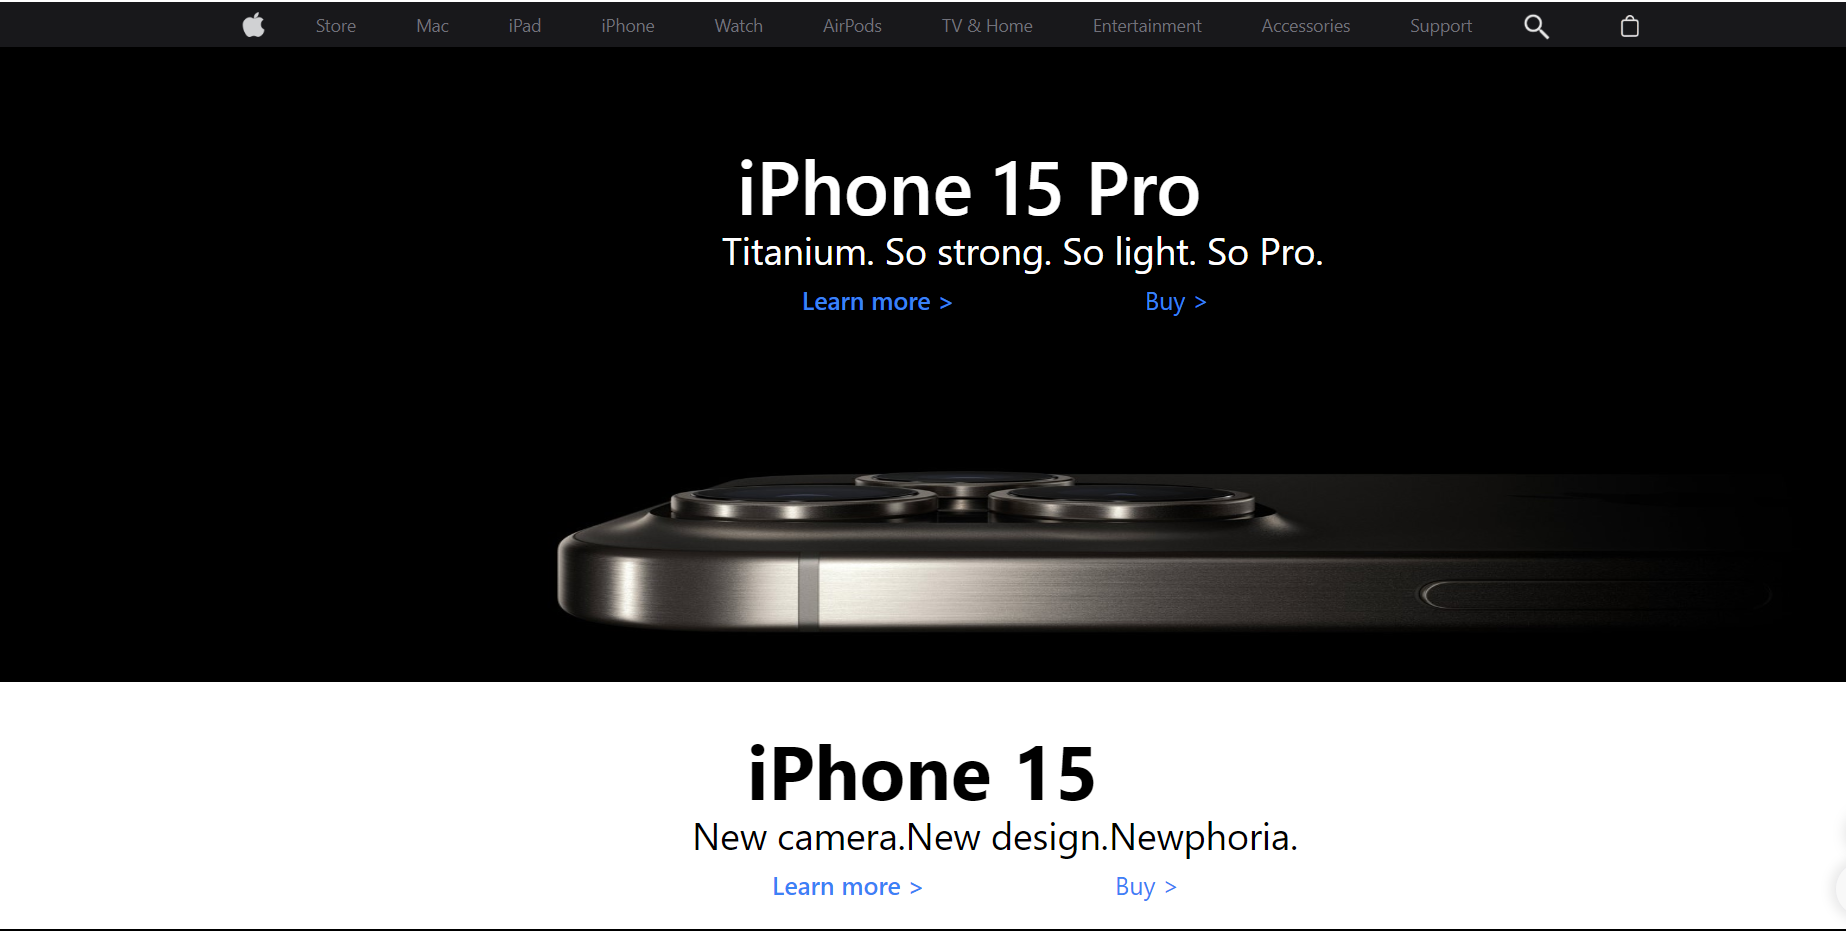 Store Mac iPad iPhone Watch AirPods TV & Home Entertainment Accessories Support
iPhone 15 Pro
Titanium. So strong. So light. So Pro.
Learn more > Buy >
iPhone 15
New camera.New design.Newphoria.
Learn more > Buy >